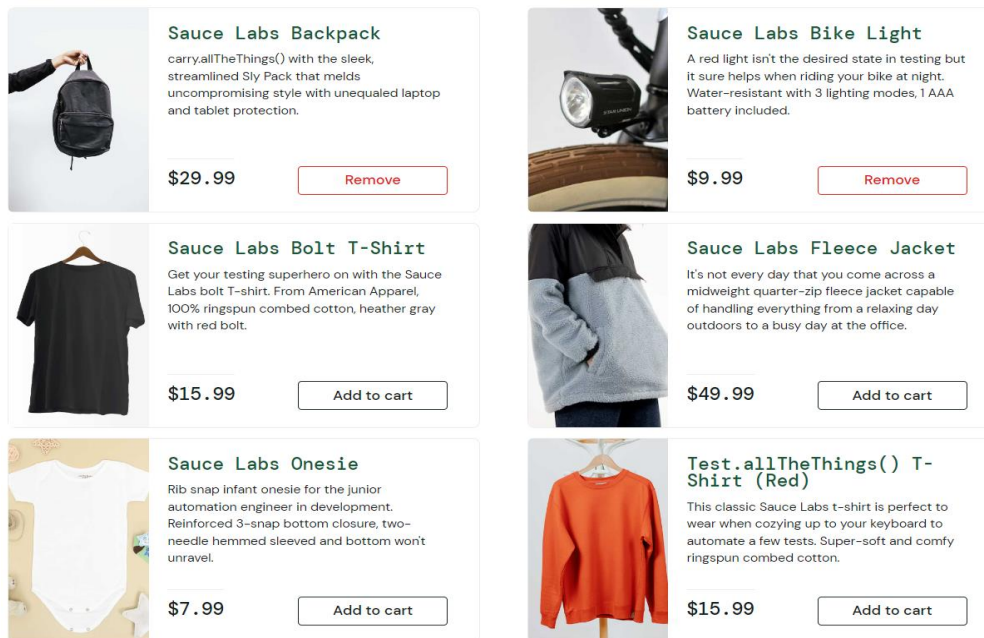 Sauce Labs Backpack
carry.allTheThings() with the sleek,
streamlined Sly Pack that melds
uncompromising style with unequaled laptop
and tablet protection.
$29.99
Remove
Sauce Labs Bike Light
A red light isn't the desired state in testing but
it sure helps when riding your bike at night.
Water-resistant with 3 lighting modes, 1 AAA
battery included.
$9.99
Remove
Sauce Labs Bolt T-Shirt
Get your testing superhero on with the Sauce
Labs bolt T-shirt. From American Apparel,
100% ringspun combed cotton, heather gray
with red bolt.
$15.99
Add to cart
Sauce Labs Fleece Jacket
It's not every day that you come across a
midweight quarter-zip fleece jacket capable
of handling everything from a relaxing day
outdoors to a busy day at the office.
$49.99
Add to cart
Sauce Labs Onesie
Rib snap infant onesie for the junior
automation engineer in development.
Reinforced 3-snap bottom closure, two-
needle hemmed sleeved and bottom won't
unravel.
$7.99
Add to cart
Test.allTheThings() T-
Shirt (Red)
This classic Sauce Labs t-shirt is perfect to
wear when cozying up to your keyboard to
automate a few tests. Super-soft and comfy
ringspun combed cotton.
$15.99
Add to cart